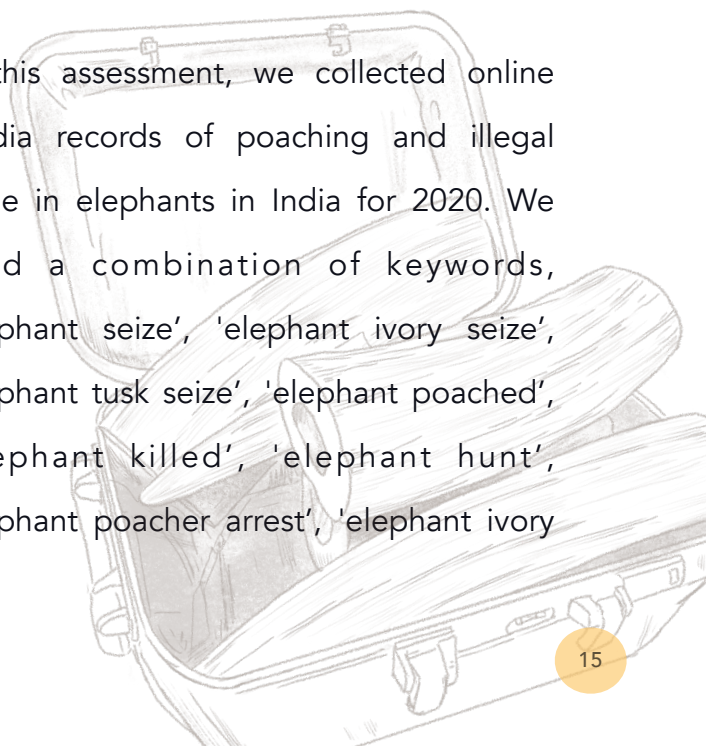 his assessment, we collected online
dia records of poaching and illegal
e in elephants in India for 2020. We
d a combination of keywords,
phant seize’, 'elephant ivory seize’,
phant tusk seize’, 'elephant poached’,
ephant killed’, 'elephant hunt’,
phant poacher arrest’, 'elephant ivory
15